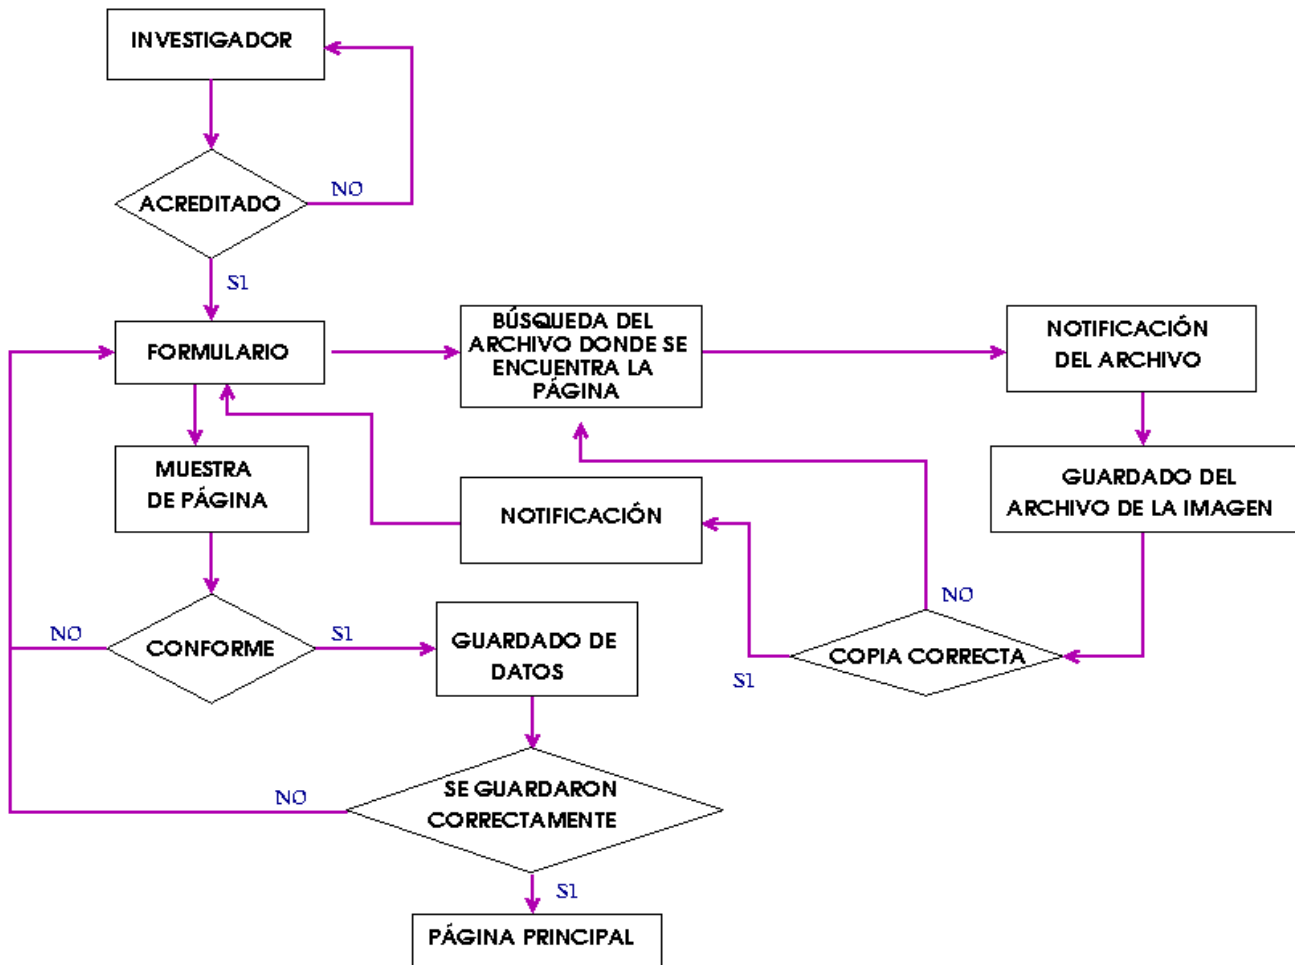 INVESTIGADOR
ACREDITADO
NO
SI
FORMULARIO
BÚSQUEDA DEL
ARCHIVO DONDE SE
ENCUENTRA LA
PÁGINA
NOTIFICACIÓN
DEL ARCHIVO
MUESTRA
DE PÁGINA
NOTIFICACIÓN
GUARDADO DEL
ARCHIVO DE LA IMAGEN
NO
CONFORME
NO
SI
GUARDADO DE
DATOS
COPIA CORRECTA
SI
SE GUARDARON
CORRECTAMENTE
NO
SI
PÁGINA PRINCIPAL